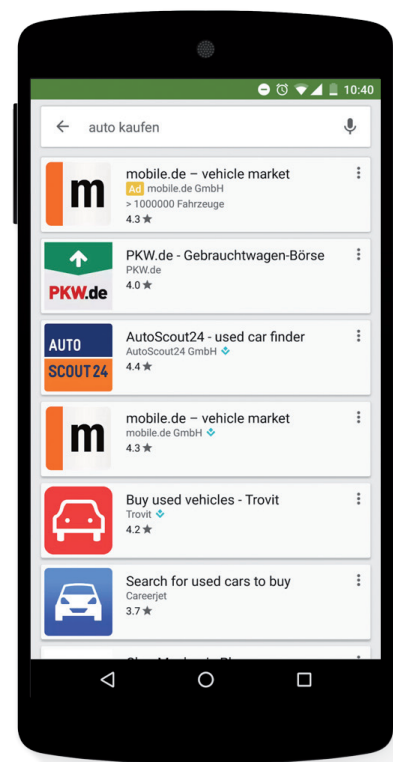 10:40
auto kaufen
m
mobile.de – vehicle market
Ad mobile.de GmbH
> 1000000 Fahrzeuge
4.3★
PKW.de
PKW.de - Gebrauchtwagen-Börse
PKW.de
4.0★
AUTO
SCOUT 24
AutoScout24 - used car finder
AutoScout24 GmbH
4.4★
m
mobile.de – vehicle market
mobile.de GmbH
4.3★
Buy used vehicles - Trovit
Trovit
4.2★
Search for used cars to buy
Careerjet
3.7★